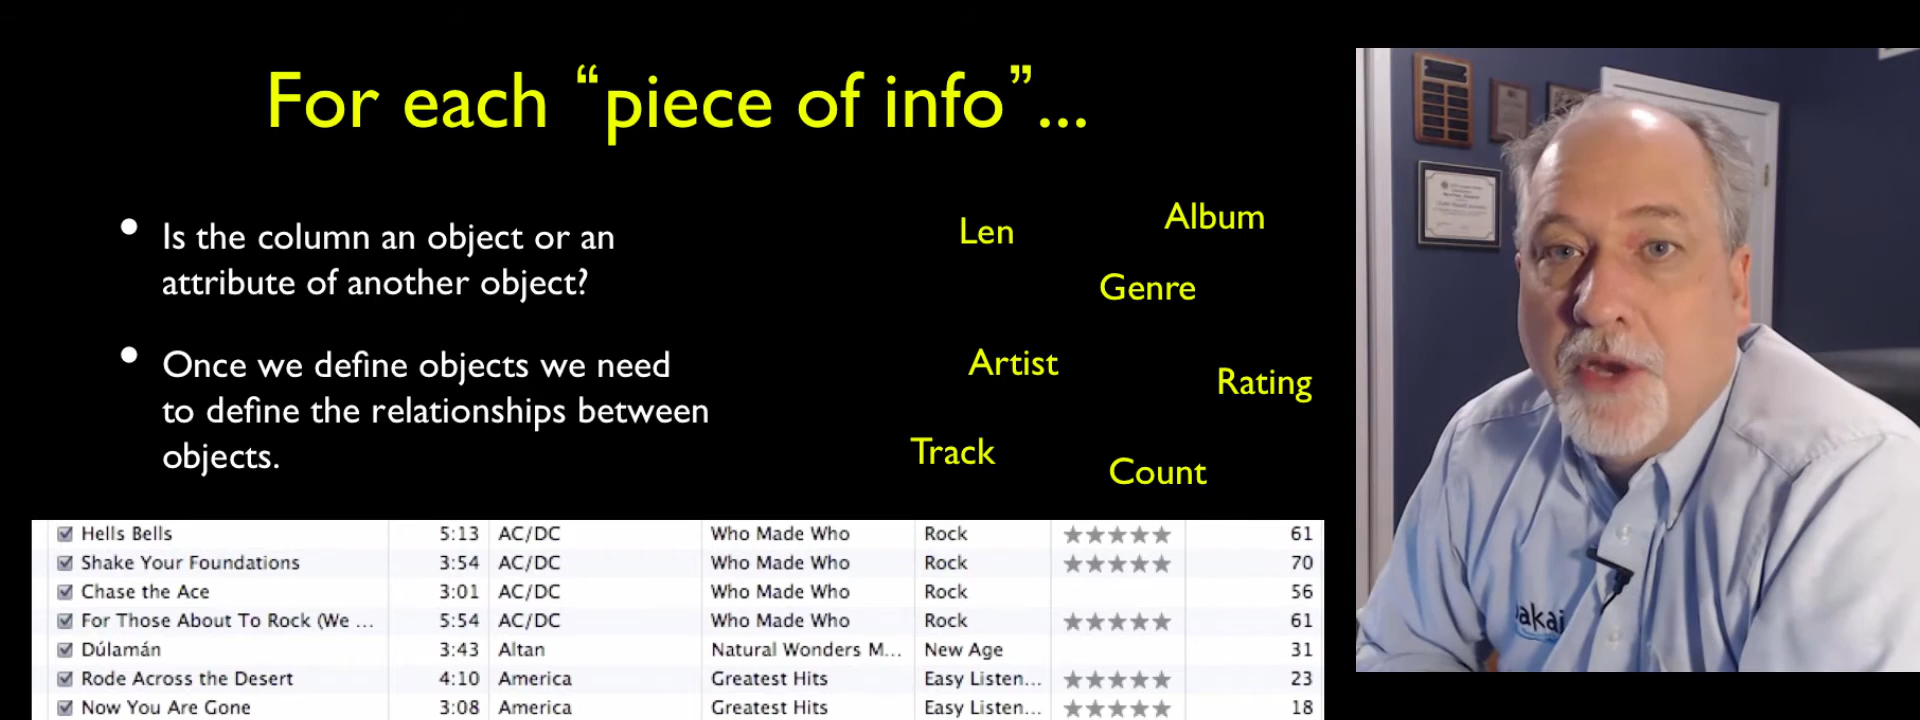 For each “piece of info”...
• Is the column an object or an
attribute of another object?
• Once we define objects we need
to define the relationships between
objects.
Len
Album
Genre
Artist
Rating
Track
Count
Hells Bells 5:13 AC/DC Who Made Who Rock ★★★★★ 61
Shake Your Foundations 3:54 AC/DC Who Made Who Rock ★★★★★ 70
Chase the Ace 3:01 AC/DC Who Made Who Rock 56
For Those About To Rock (We ... 5:54 AC/DC Who Made Who Rock ★★★★★ 61
Dúlamán 3:43 Altan Natural Wonders M... New Age 31
Rode Across the Desert 4:10 America Greatest Hits Easy Listen... ★★★★★ 23
Now You Are Gone 3:08 America Greatest Hits Easy Listen... ★★★★★ 18